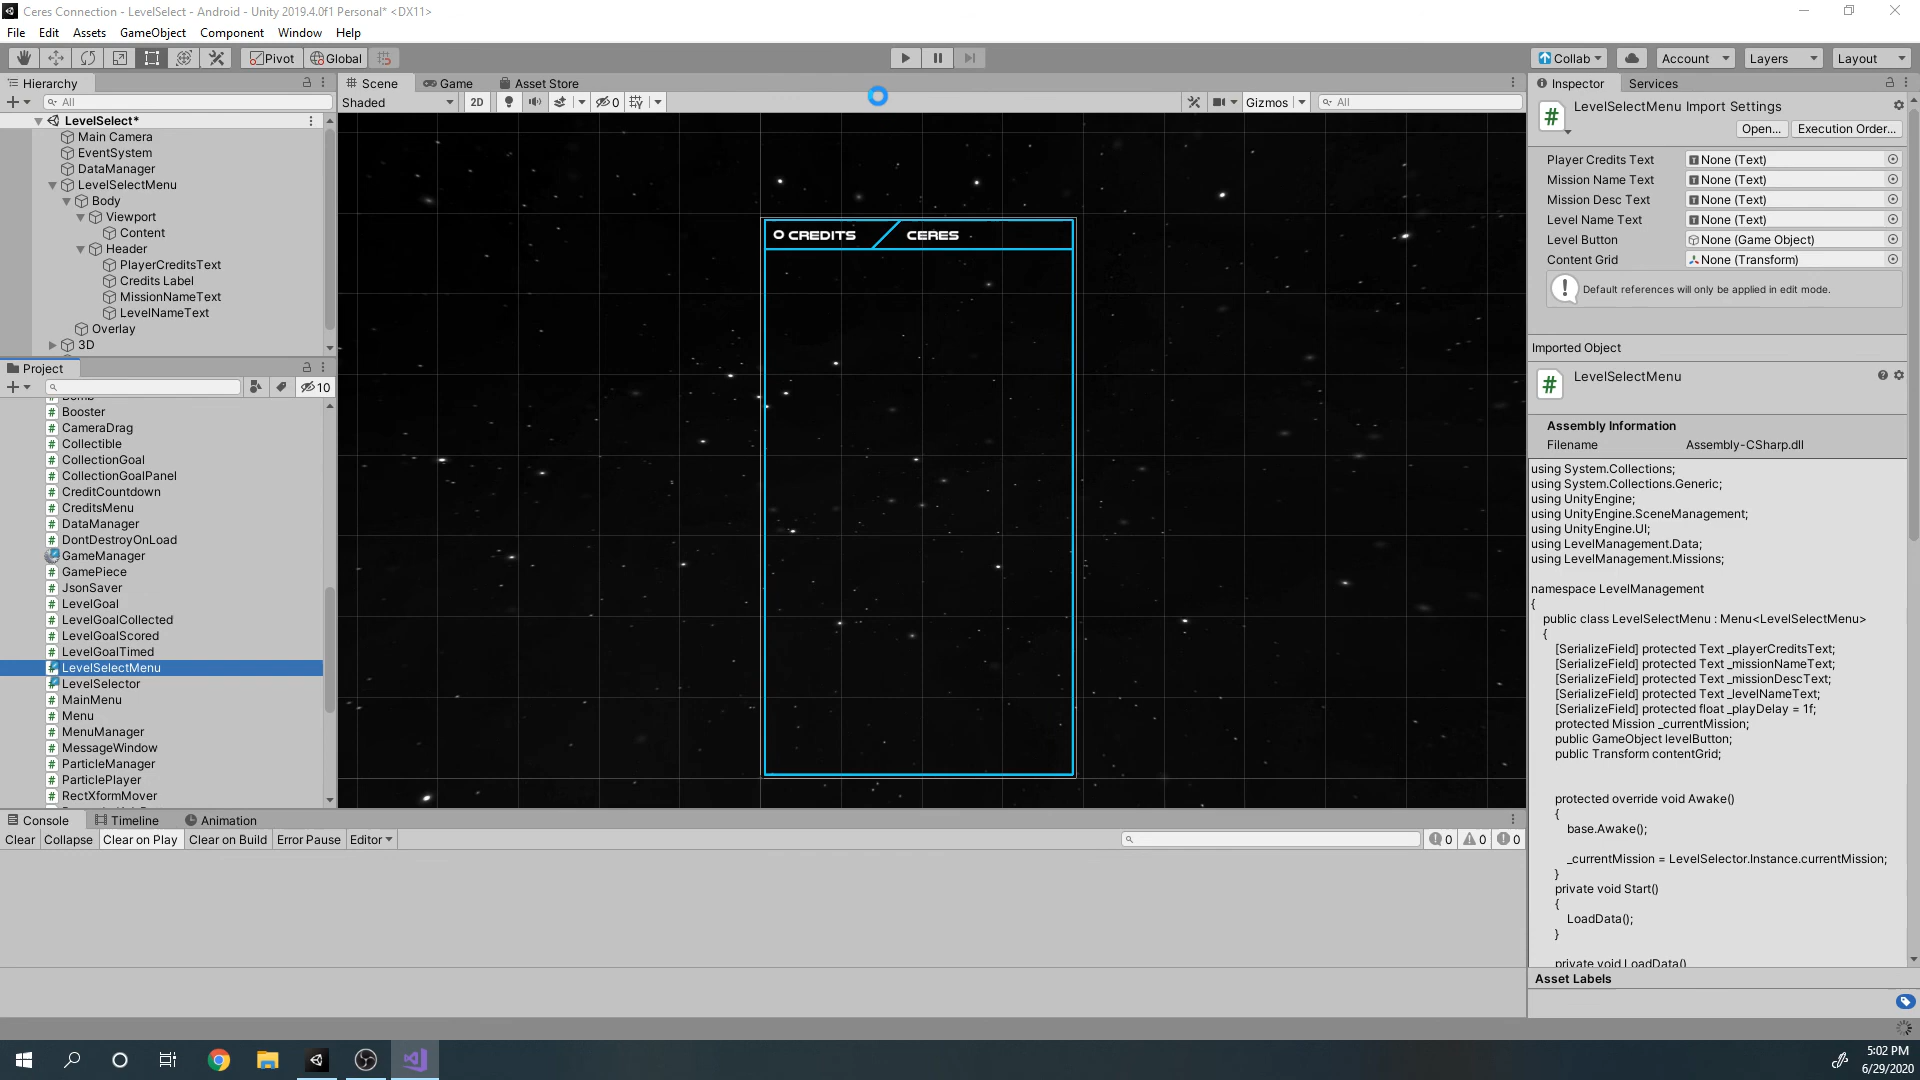 Ceres Connection - LevelSelect - Android - Unity 2019.4.0f1 Personal* <DX11>
File Edit Assets GameObject Component Window Help
Pivot Global Collab Account Layers Layout
Hierarchy
All
LevelSelect*
Main Camera
EventSystem
DataManager
LevelSelectMenu
Body
Viewport
Content
Header
PlayerCreditsText
Credits Label
MissionNameText
LevelNameText
Overlay
3D
Project
10
Booster
CameraDrag
Collectible
CollectionGoal
CollectionGoalPanel
CreditCountdown
CreditsMenu
DataManager
DontDestroyOnLoad
GameManager
GamePiece
JsonSaver
LevelGoal
LevelGoalCollected
LevelGoalScored
LevelGoalTimed
LevelSelectMenu
LevelSelector
MainMenu
Menu
MenuManager
MessageWindow
ParticleManager
ParticlePlayer
RectXformMover
Scene Game Asset Store
Shaded 2D 0 Gizmos All
0 CREDITS CERES
Console Timeline Animation
Clear Collapse Clear on Play Clear on Build Error Pause Editor
0 0 0
Inspector Services
LevelSelectMenu Import Settings
Open... Execution Order...
Player Credits Text None (Text)
Mission Name Text None (Text)
Mission Desc Text None (Text)
Level Name Text None (Text)
Level Button None (Game Object)
Content Grid None (Transform)
Default references will only be applied in edit mode.
Imported Object
LevelSelectMenu
Assembly Information
Filename Assembly-CSharp.dll
using System.Collections;
using System.Collections.Generic;
using UnityEngine;
using UnityEngine.SceneManagement;
using UnityEngine.UI;
using LevelManagement.Data;
using LevelManagement.Missions;
namespace LevelManagement
{
public class LevelSelectMenu : Menu<LevelSelectMenu>
{
[SerializeField] protected Text _playerCreditsText;
[SerializeField] protected Text _missionNameText;
[SerializeField] protected Text _missionDescText;
[SerializeField] protected Text _levelNameText;
[SerializeField] protected float _playDelay = 1f;
protected Mission _currentMission;
public GameObject levelButton;
public Transform contentGrid;
protected override void Awake()
{
base.Awake();
_currentMission = LevelSelector.Instance.currentMission;
}
private void Start()
{
LoadData();
}
private void LoadData()
Asset Labels
5:02 PM
6/29/2020